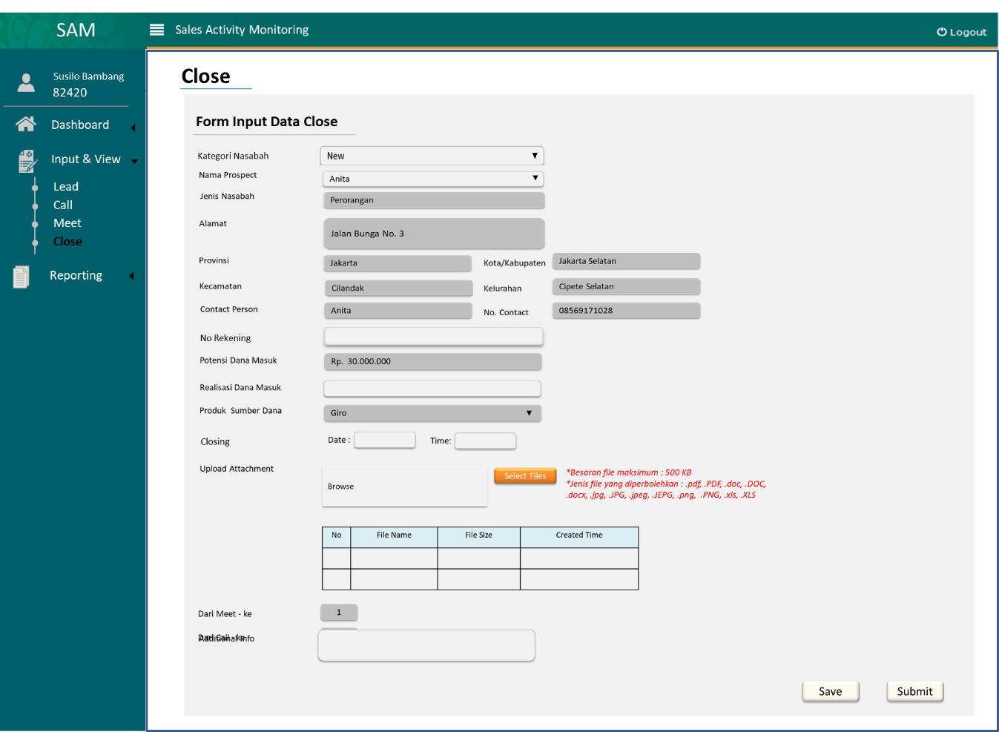 SAM
Sales Activity Monitoring
Logout
Susilo Bambang
82420
Dashboard
Input & View
Lead
Call
Meet
Close
Reporting
Close
Form Input Data Close
Kategori Nasabah New
Nama Prospect Anita
Jenis Nasabah Perorangan
Alamat Jalan Bunga No. 3
Provinsi Jakarta Kota/Kabupaten Jakarta Selatan
Kecamatan Cilandak Kelurahan Cipete Selatan
Contact Person Anita No. Contact 08569171028
No Rekening
Potensi Dana Masuk Rp. 30.000.000
Realisasi Dana Masuk
Produk Sumber Dana Giro
Closing Date : Time:
Upload Attachment Browse Select Files
*Besaran file maksimum : 500 KB
*Jenis file yang diperbolehkan : .pdf, .PDF, .doc, .DOC,
.docx, .jpg, .JPG, .jpeg, .JEPG, .png, .PNG, .xls, .XLS
No File Name File Size Created Time
Dari Meet - ke 1
Dari Call - ke
Additional Info
Save Submit